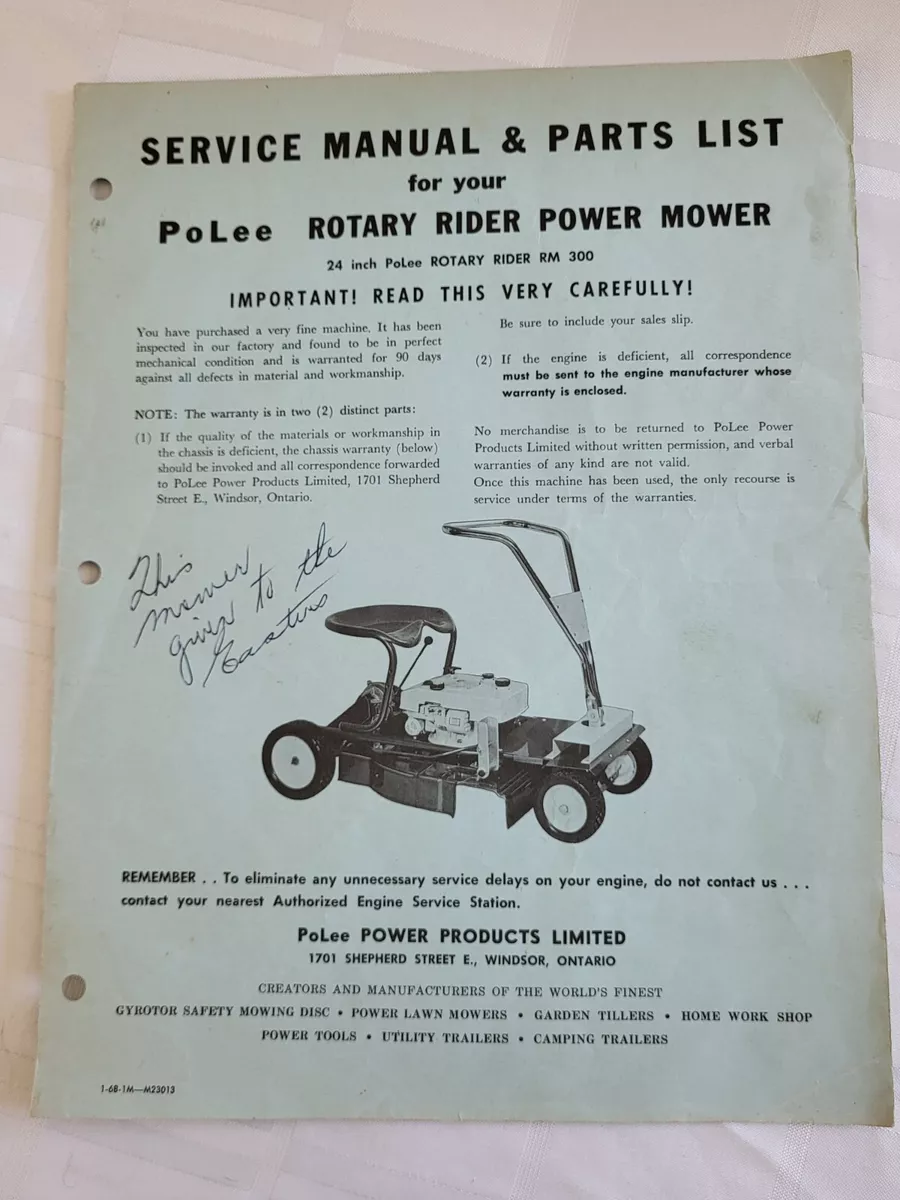 SERVICE MANUAL & PARTS LIST
for your
PoLee ROTARY RIDER POWER MOWER
24 inch PoLee ROTARY RIDER RM 300
IMPORTANT! READ THIS VERY CAREFULLY!
You have purchased a very fine machine. It has been
inspected in our factory and found to be in perfect
mechanical condition and is warranted for 90 days
against all defects in material and workmanship.
NOTE: The warranty is in two (2) distinct parts:
(1) If the quality of the materials or workmanship in
the chassis is deficient, the chassis warranty (below)
should be invoked and all correspondence forwarded
to PoLee Power Products Limited, 1701 Shepherd
Street E., Windsor, Ontario.
Be sure to include your sales slip.
(2) If the engine is deficient, all correspondence
must be sent to the engine manufacturer whose
warranty is enclosed.
No merchandise is to be returned to PoLee Power
Products Limited without written permission, and verbal
warranties of any kind are not valid.
Once this machine has been used, the only recourse is
service under terms of the warranties.
This
mower
given to the
REMEMBER . . To eliminate any unnecessary service delays on your engine, do not contact us . . .
contact your nearest Authorized Engine Service Station.
PoLee POWER PRODUCTS LIMITED
1701 SHEPHERD STREET E., WINDSOR, ONTARIO
CREATORS AND MANUFACTURERS OF THE WORLD'S FINEST
GYROTOR SAFETY MOWING DISC • POWER LAWN MOWERS • GARDEN TILLERS • HOME WORK SHOP
POWER TOOLS • UTILITY TRAILERS • CAMPING TRAILERS
1-68-1M—M23013